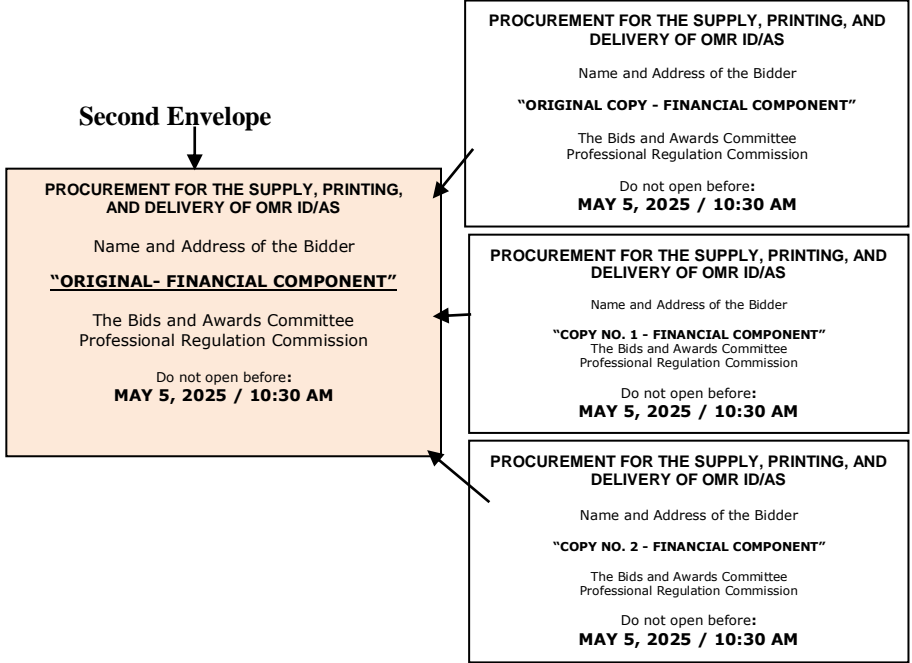 Second Envelope
PROCUREMENT FOR THE SUPPLY, PRINTING,
AND DELIVERY OF OMR ID/AS
Name and Address of the Bidder
“ORIGINAL- FINANCIAL COMPONENT”
The Bids and Awards Committee
Professional Regulation Commission
Do not open before:
MAY 5, 2025 / 10:30 AM
PROCUREMENT FOR THE SUPPLY, PRINTING, AND
DELIVERY OF OMR ID/AS
Name and Address of the Bidder
“ORIGINAL COPY - FINANCIAL COMPONENT”
The Bids and Awards Committee
Professional Regulation Commission
Do not open before:
MAY 5, 2025 / 10:30 AM
PROCUREMENT FOR THE SUPPLY, PRINTING, AND
DELIVERY OF OMR ID/AS
Name and Address of the Bidder
“COPY NO. 1 - FINANCIAL COMPONENT”
The Bids and Awards Committee
Professional Regulation Commission
Do not open before:
MAY 5, 2025 / 10:30 AM
PROCUREMENT FOR THE SUPPLY, PRINTING, AND
DELIVERY OF OMR ID/AS
Name and Address of the Bidder
“COPY NO. 2 - FINANCIAL COMPONENT”
The Bids and Awards Committee
Professional Regulation Commission
Do not open before:
MAY 5, 2025 / 10:30 AM